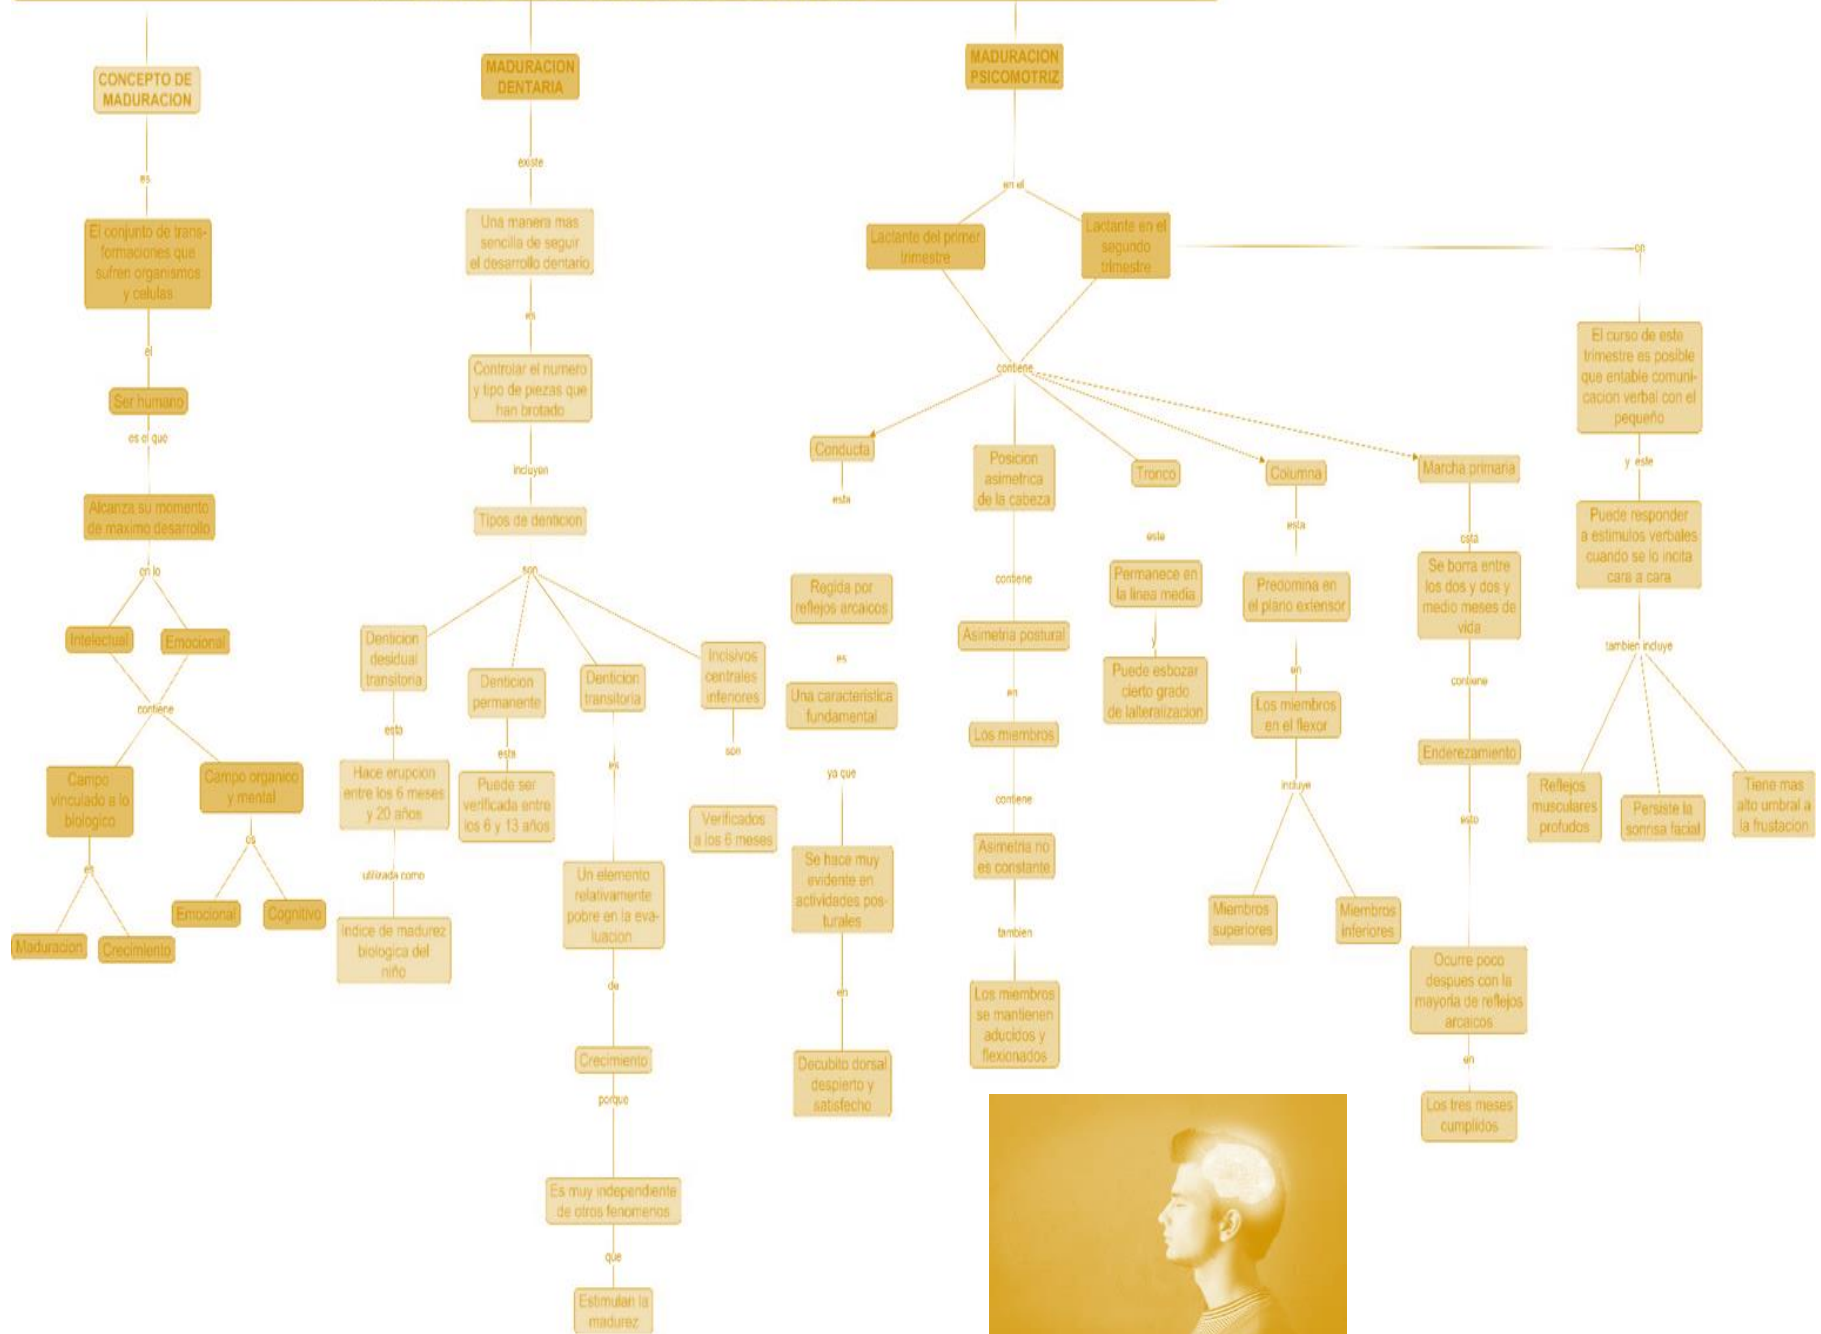 CONCEPTO DE
MADURACION
es
El conjunto de trans-
formaciones que
sufren organismos
y celulas
el
Ser humano
es el que
Alcanza su momento
de maximo desarrollo
en lo
Intelectual
Emocional
contiene
Campo
vinculado a lo
biologico
es
Maduracion
Crecimiento
Campo organico
y mental
es
Emocional
Cognitivo
MADURACION
DENTARIA
existe
Una manera mas
sencilla de seguir
el desarrollo dentario
es
Controlar el numero
y tipo de piezas que
han brotado
incluyen
Tipos de denticion
son
Denticion
desidual
transitoria
esta
Hace erupcion
entre los 6 meses
y 20 años
utilizada como
Indice de madurez
biologica del
niño
Denticion
permanente
esta
Puede ser
verificada entre
los 6 y 13 años
Denticion
transitoria
es
Un elemento
relativamente
pobre en la eva-
luacion
de
Crecimiento
porque
Es muy independiente
de otros fenomenos
que
Estimulan la
madurez
Incisivos
centrales
inferiores
son
Verificados
a los 6 meses
MADURACION
PSICOMOTRIZ
en el
Lactante del primer
trimestre
Lactante en el
segundo
trimestre
contiene
Conducta
esta
Regida por
reflejos arcaicos
es
Una caracteristica
fundamental
ya que
Se hace muy
evidente en
actividades pos-
turales
en
Decubito dorsal
despierto y
satisfecho
Posicion
asimetrica
de la cabeza
contiene
Asimetria postural
en
Los miembros
contiene
Asimetria no
es constante
tambien
Los miembros
se mantienen
aducidos y
flexionados
Tronco
este
Permanece en
la linea media
y
Puede esbozar
cierto grado
de lalteralizacion
Columna
esta
Predomina en
el plano extensor
en
Los miembros
en el flexor
incluye
Miembros
superiores
Miembros
inferiores
Marcha primaria
esta
Se borra entre
los dos y dos y
medio meses de
vida
contiene
Enderezamiento
esto
Ocurre poco
despues con la
mayoria de reflejos
arcaicos
en
Los tres meses
cumplidos
en
El curso de este
trimestre es posible
que entable comuni-
cacion verbal con el
pequeño
y este
Puede responder
a estimulos verbales
cuando se lo incita
cara a cara
tambien incluye
Reflejos
musculares
profudos
Persiste la
sonrisa facial
Tiene mas
alto umbral a
la frustacion